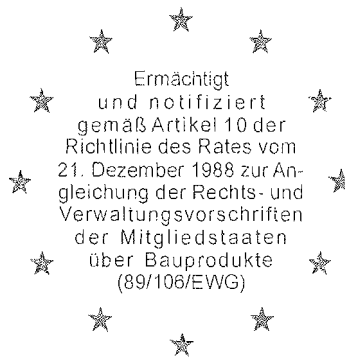 Ermächtigt
und notifiziert
gemäß Artikel 10 der
Richtlinie des Rates vom
21. Dezember 1988 zur An-
gleichung der Rechts- und
Verwaltungsvorschriften
der Mitgliedstaaten
über Bauprodukte
(89/106/EWG)